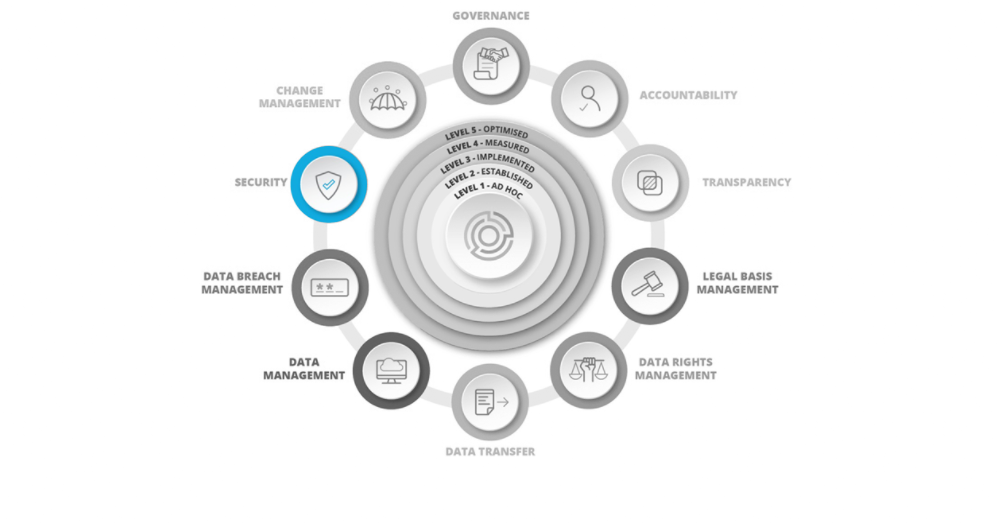 GOVERNANCE
CHANGE
MANAGEMENT
ACCOUNTABILITY
LEVEL 5 - OPTIMISED
LEVEL 4 - MEASURED
LEVEL 3 - IMPLEMENTED
LEVEL 2 - ESTABLISHED
LEVEL 1 - AD HOC
SECURITY
TRANSPARENCY
DATA BREACH
MANAGEMENT
LEGAL BASIS
MANAGEMENT
DATA
MANAGEMENT
DATA RIGHTS
MANAGEMENT
DATA TRANSFER